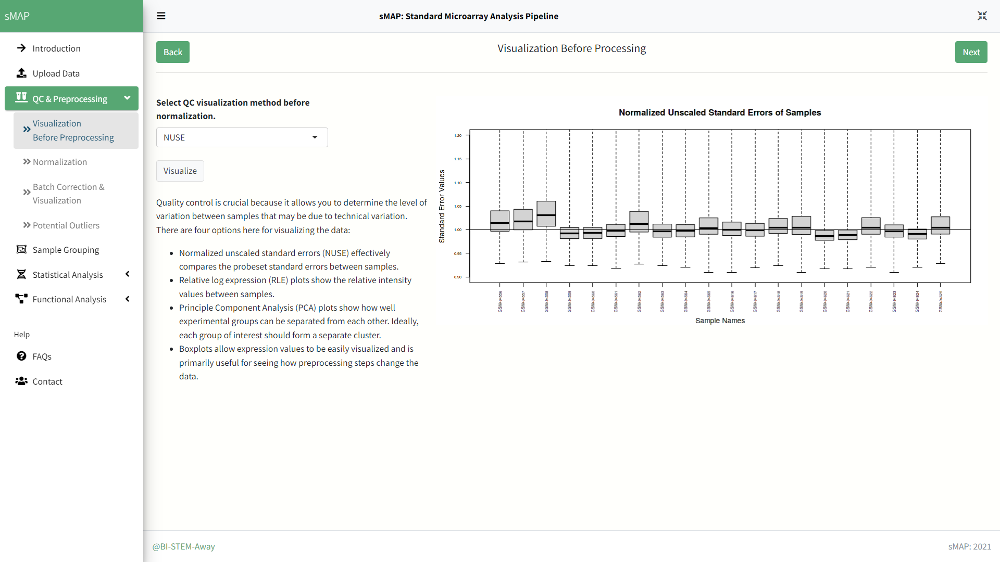 sMAP
sMAP: Standard Microarray Analysis Pipeline
Introduction
Upload Data
QC & Preprocessing
Visualization
Before Preprocessing
Normalization
Batch Correction &
Visualization
Potential Outliers
Sample Grouping
Statistical Analysis
Functional Analysis
Help
FAQs
Contact
Back
Visualization Before Processing
Next
Select QC visualization method before
normalization.
NUSE
Visualize
Quality control is crucial because it allows you to determine the level of
variation between samples that may be due to technical variation.
There are four options here for visualizing the data:
Normalized unscaled standard errors (NUSE) effectively
compares the probeset standard errors between samples.
Relative log expression (RLE) plots show the relative intensity
values between samples.
Principle Component Analysis (PCA) plots show how well
experimental groups can be separated from each other. Ideally,
each group of interest should form a separate cluster.
Boxplots allow expression values to be easily visualized and is
primarily useful for seeing how preprocessing steps change the
data.
Normalized Unscaled Standard Errors of Samples
Standard Error Values
1.20
1.15
1.10
1.05
1.00
0.95
0.90
GSM494556
GSM494557
GSM494558
GSM494559
GSM494560
GSM494561
GSM494562
GSM494563
GSM494564
GSM494565
GSM494616
GSM494617
GSM494618
GSM494619
GSM494620
GSM494621
GSM494622
GSM494623
GSM494624
GSM494625
Sample Names
@BI-STEM-Away
sMAP: 2021